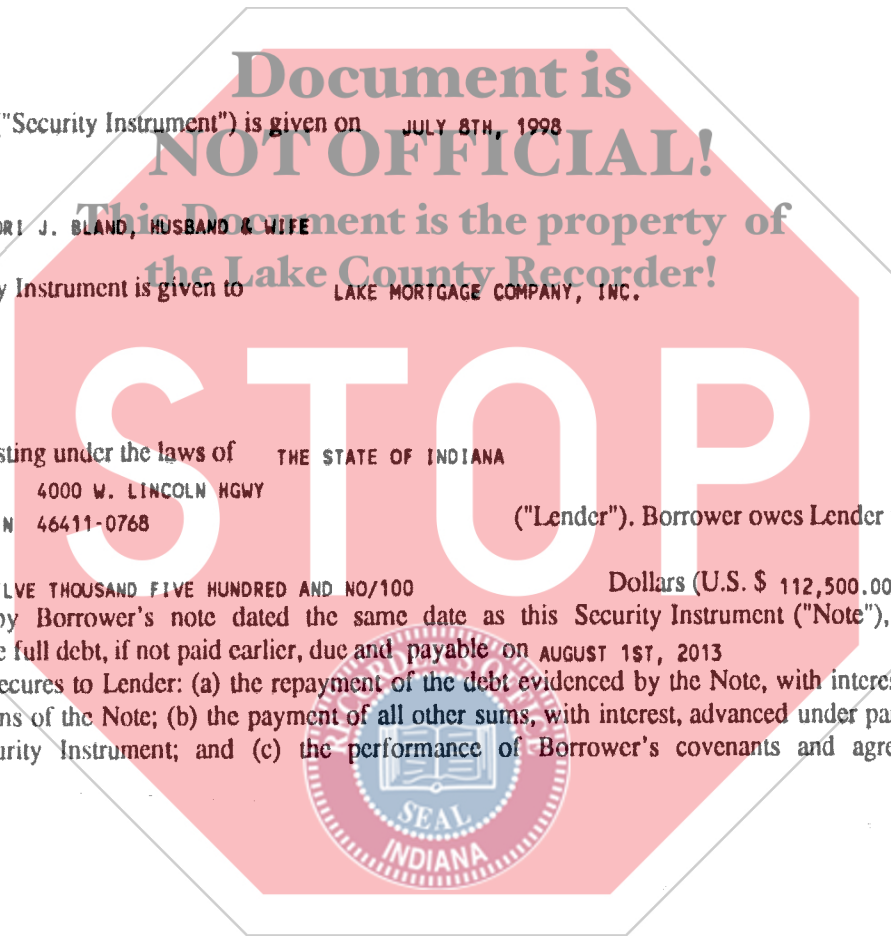 Document is
("Security Instrument") is given on JULY 8TH, 1998
NOT OFFICIAL!
ORI J. BLAND, HUSBAND & WIFE
This Document is the property of
the Lake County Recorder!
y Instrument is given to LAKE MORTGAGE COMPANY, INC.
STOP
sting under the laws of THE STATE OF INDIANA
4000 W. LINCOLN HGWY
N 46411-0768 ("Lender"). Borrower owes Lender
LVE THOUSAND FIVE HUNDRED AND NO/100 Dollars (U.S. $ 112,500.00
by Borrower's note dated the same date as this Security Instrument ("Note"),
e full debt, if not paid earlier, due and payable on AUGUST 1ST, 2013
ecures to Lender: (a) the repayment of the debt evidenced by the Note, with interes
ns of the Note; (b) the payment of all other sums, with interest, advanced under pa
urity Instrument; and (c) the performance of Borrower's covenants and agre
SEAL
INDIANA